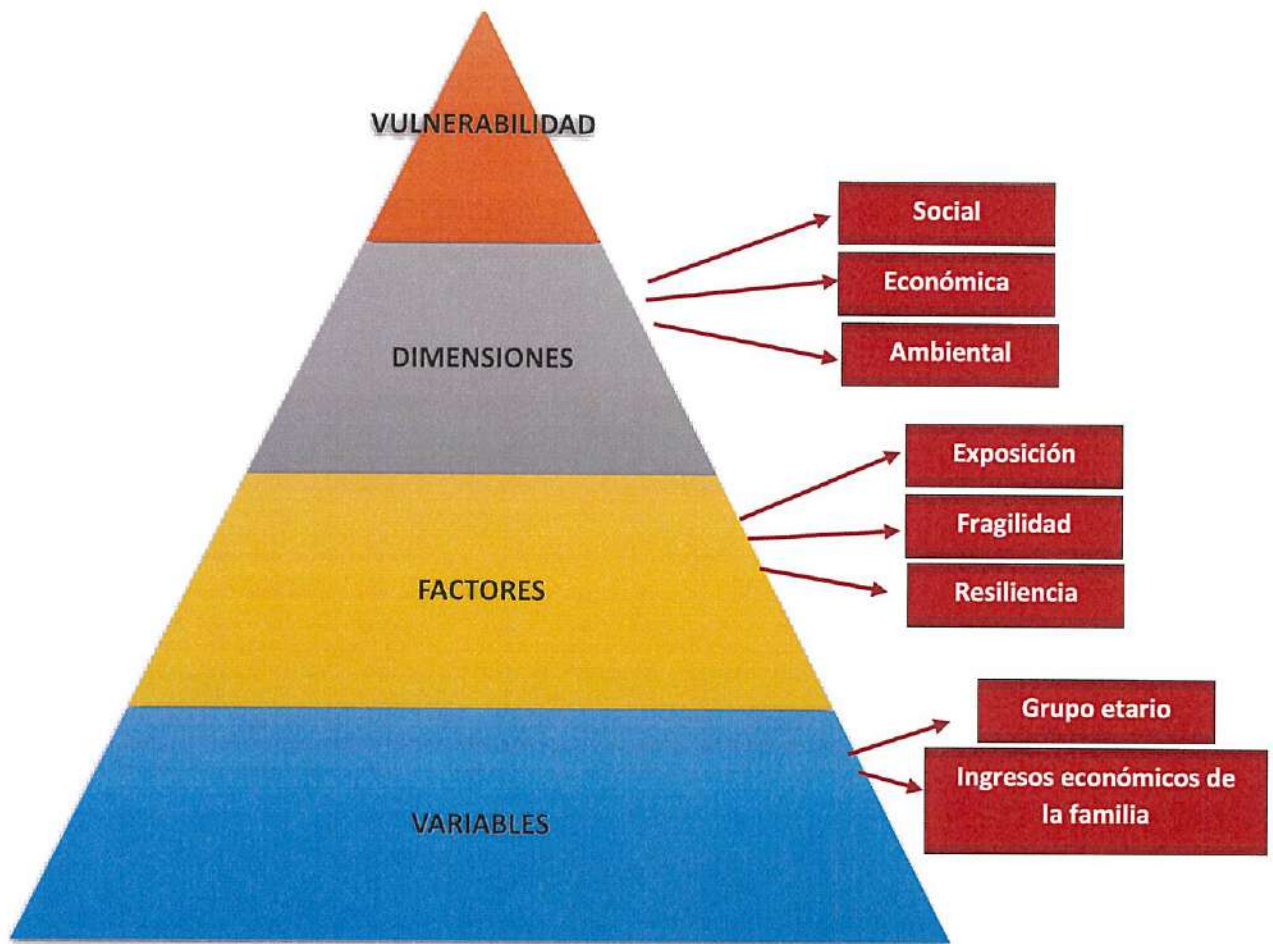 VULNERABILIDAD
Social
Económica
DIMENSIONES
Ambiental
Exposición
Fragilidad
FACTORES
Resiliencia
Grupo etario
Ingresos económicos de
la familia
VARIABLES